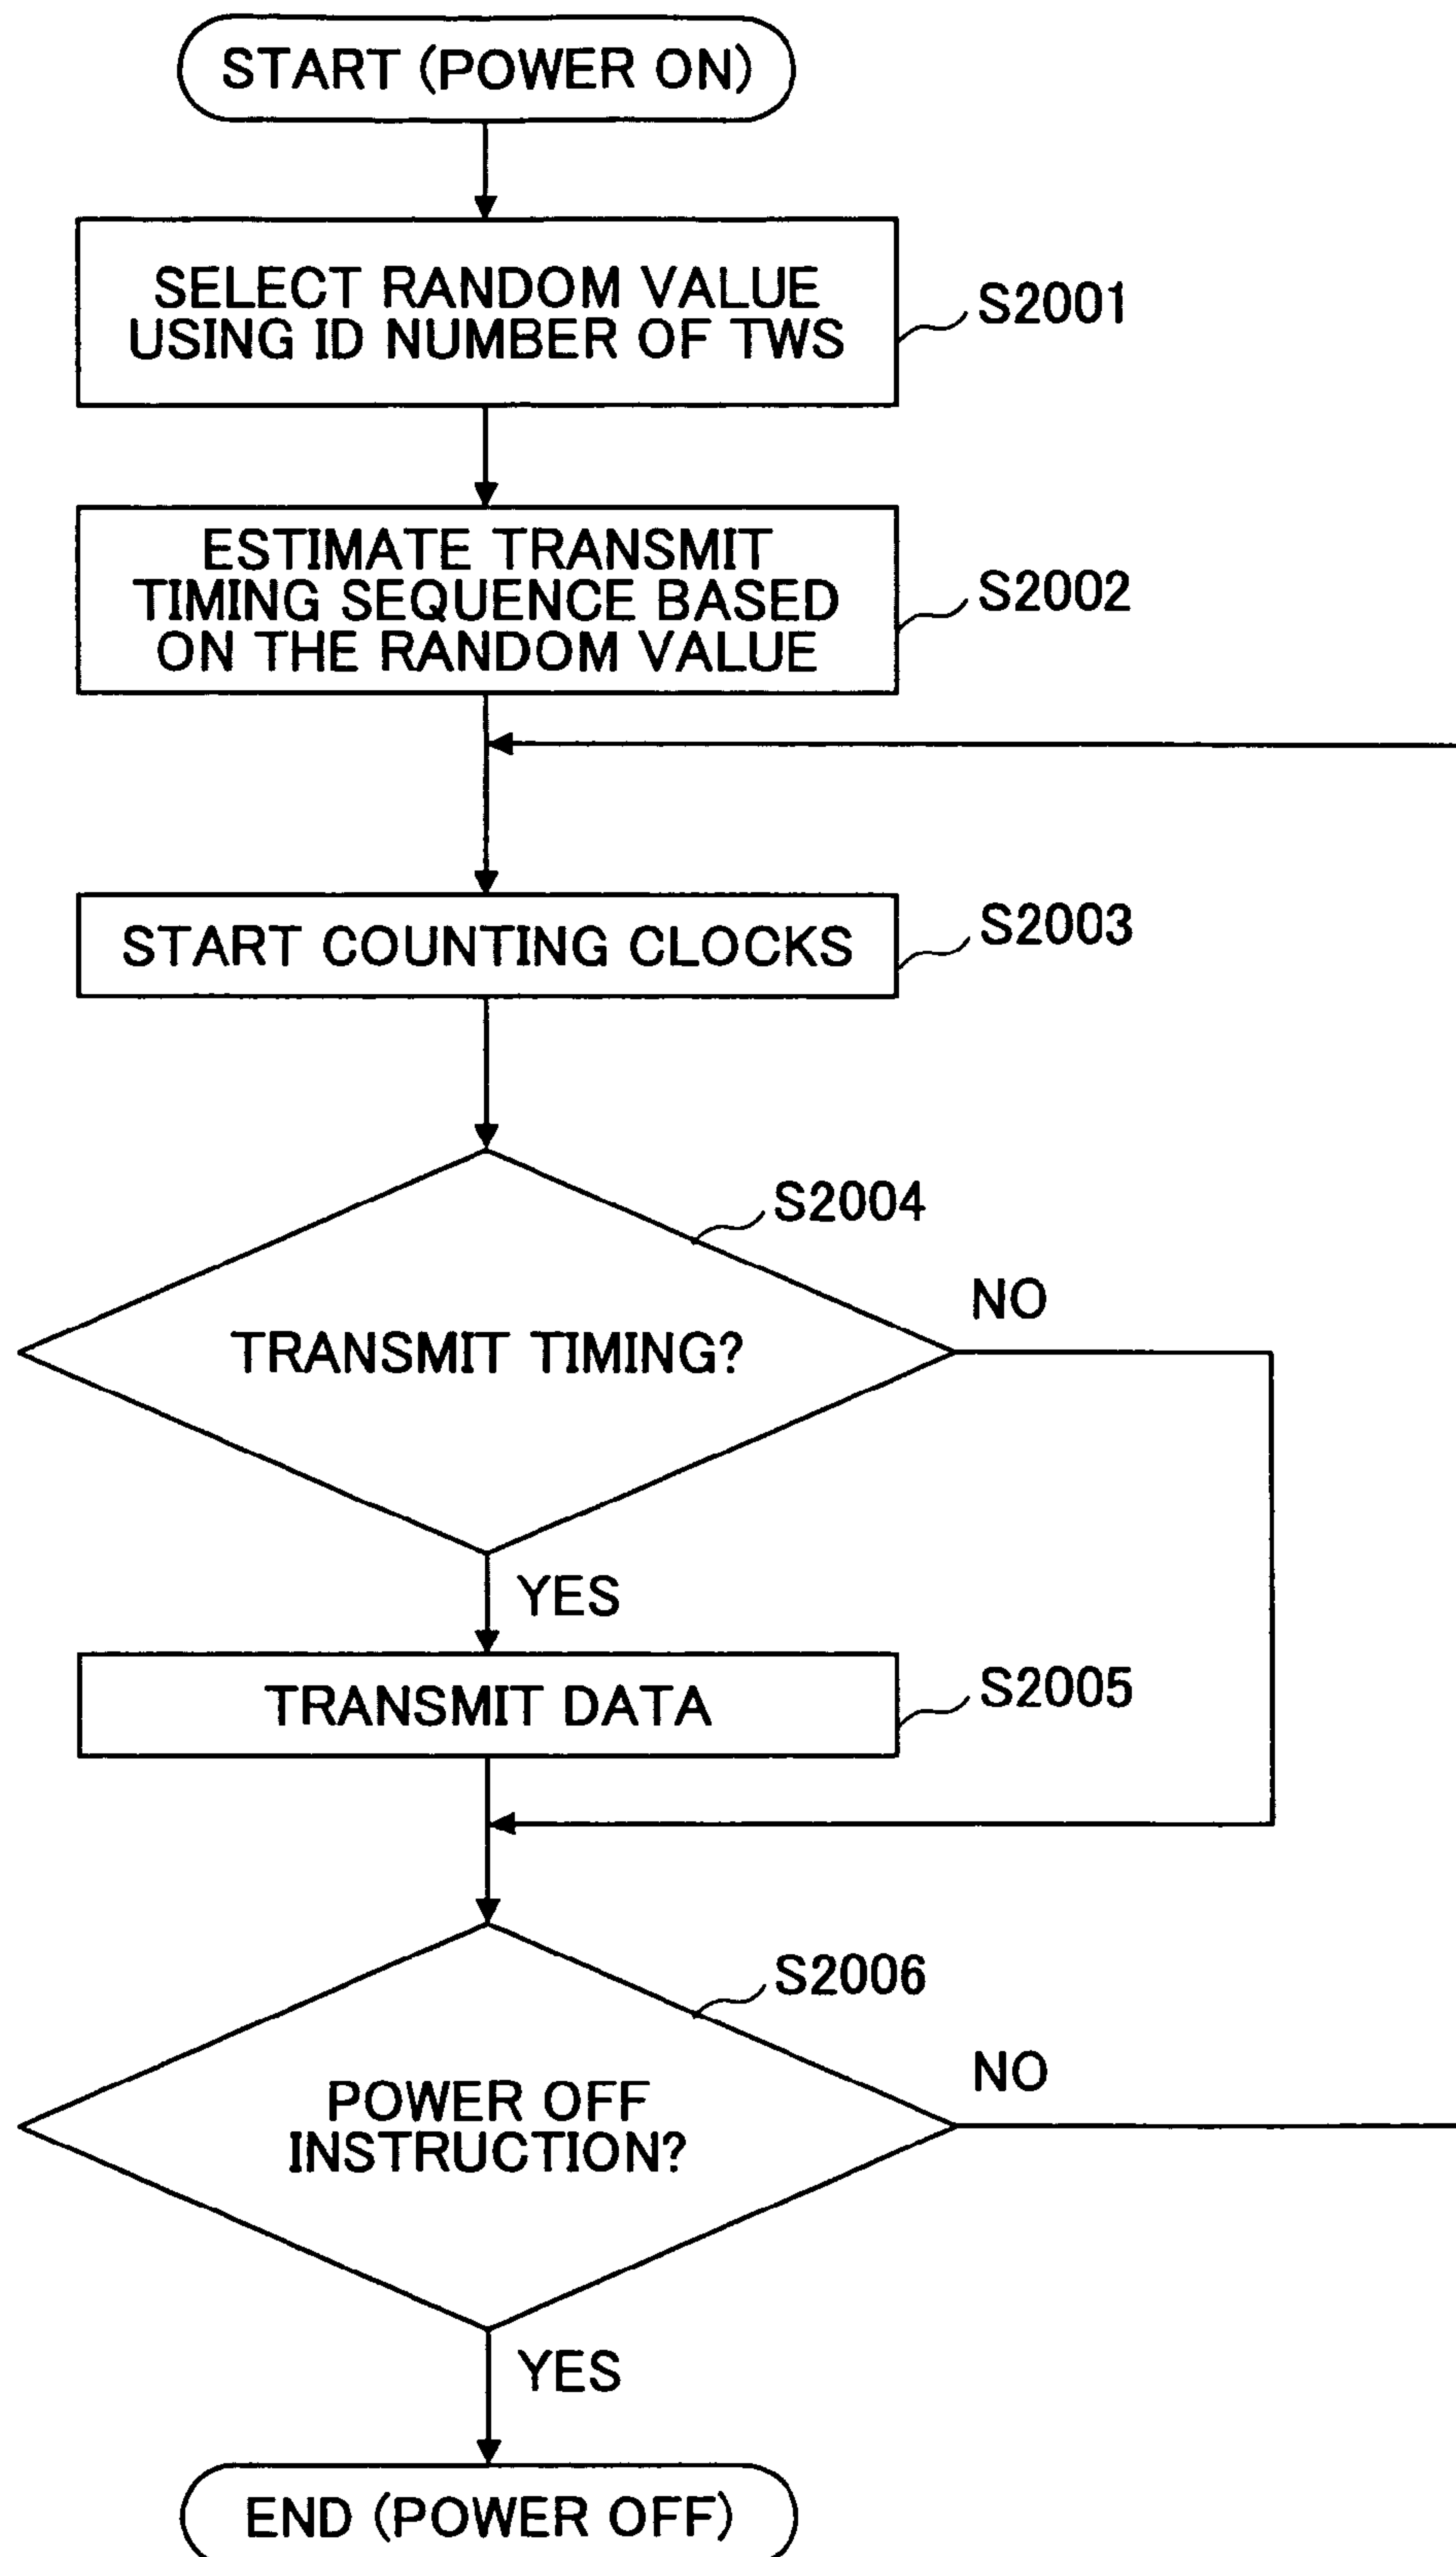 START (POWER ON)
SELECT RANDOM VALUE
USING ID NUMBER OF TWS
S2001
ESTIMATE TRANSMIT
TIMING SEQUENCE BASED
ON THE RANDOM VALUE
S2002
START COUNTING CLOCKS
S2003
S2004
TRANSMIT TIMING?
NO
YES
TRANSMIT DATA
S2005
S2006
POWER OFF
INSTRUCTION?
NO
YES
END (POWER OFF)